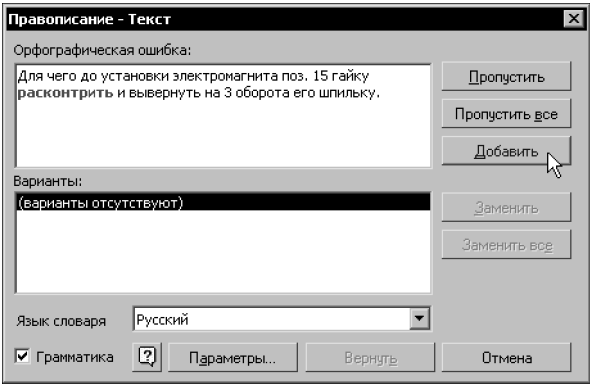 Правописание - Текст
Орфографическая ошибка:
Для чего до установки электромагнита поз. 15 гайку
расконтрить и вывернуть на 3 оборота его шпильку.
Пропустить
Пропустить все
Добавить
Варианты:
(варианты отсутствуют)
Заменить
Заменить все
Язык словаря Русский
Грамматика Параметры... Вернуть Отмена